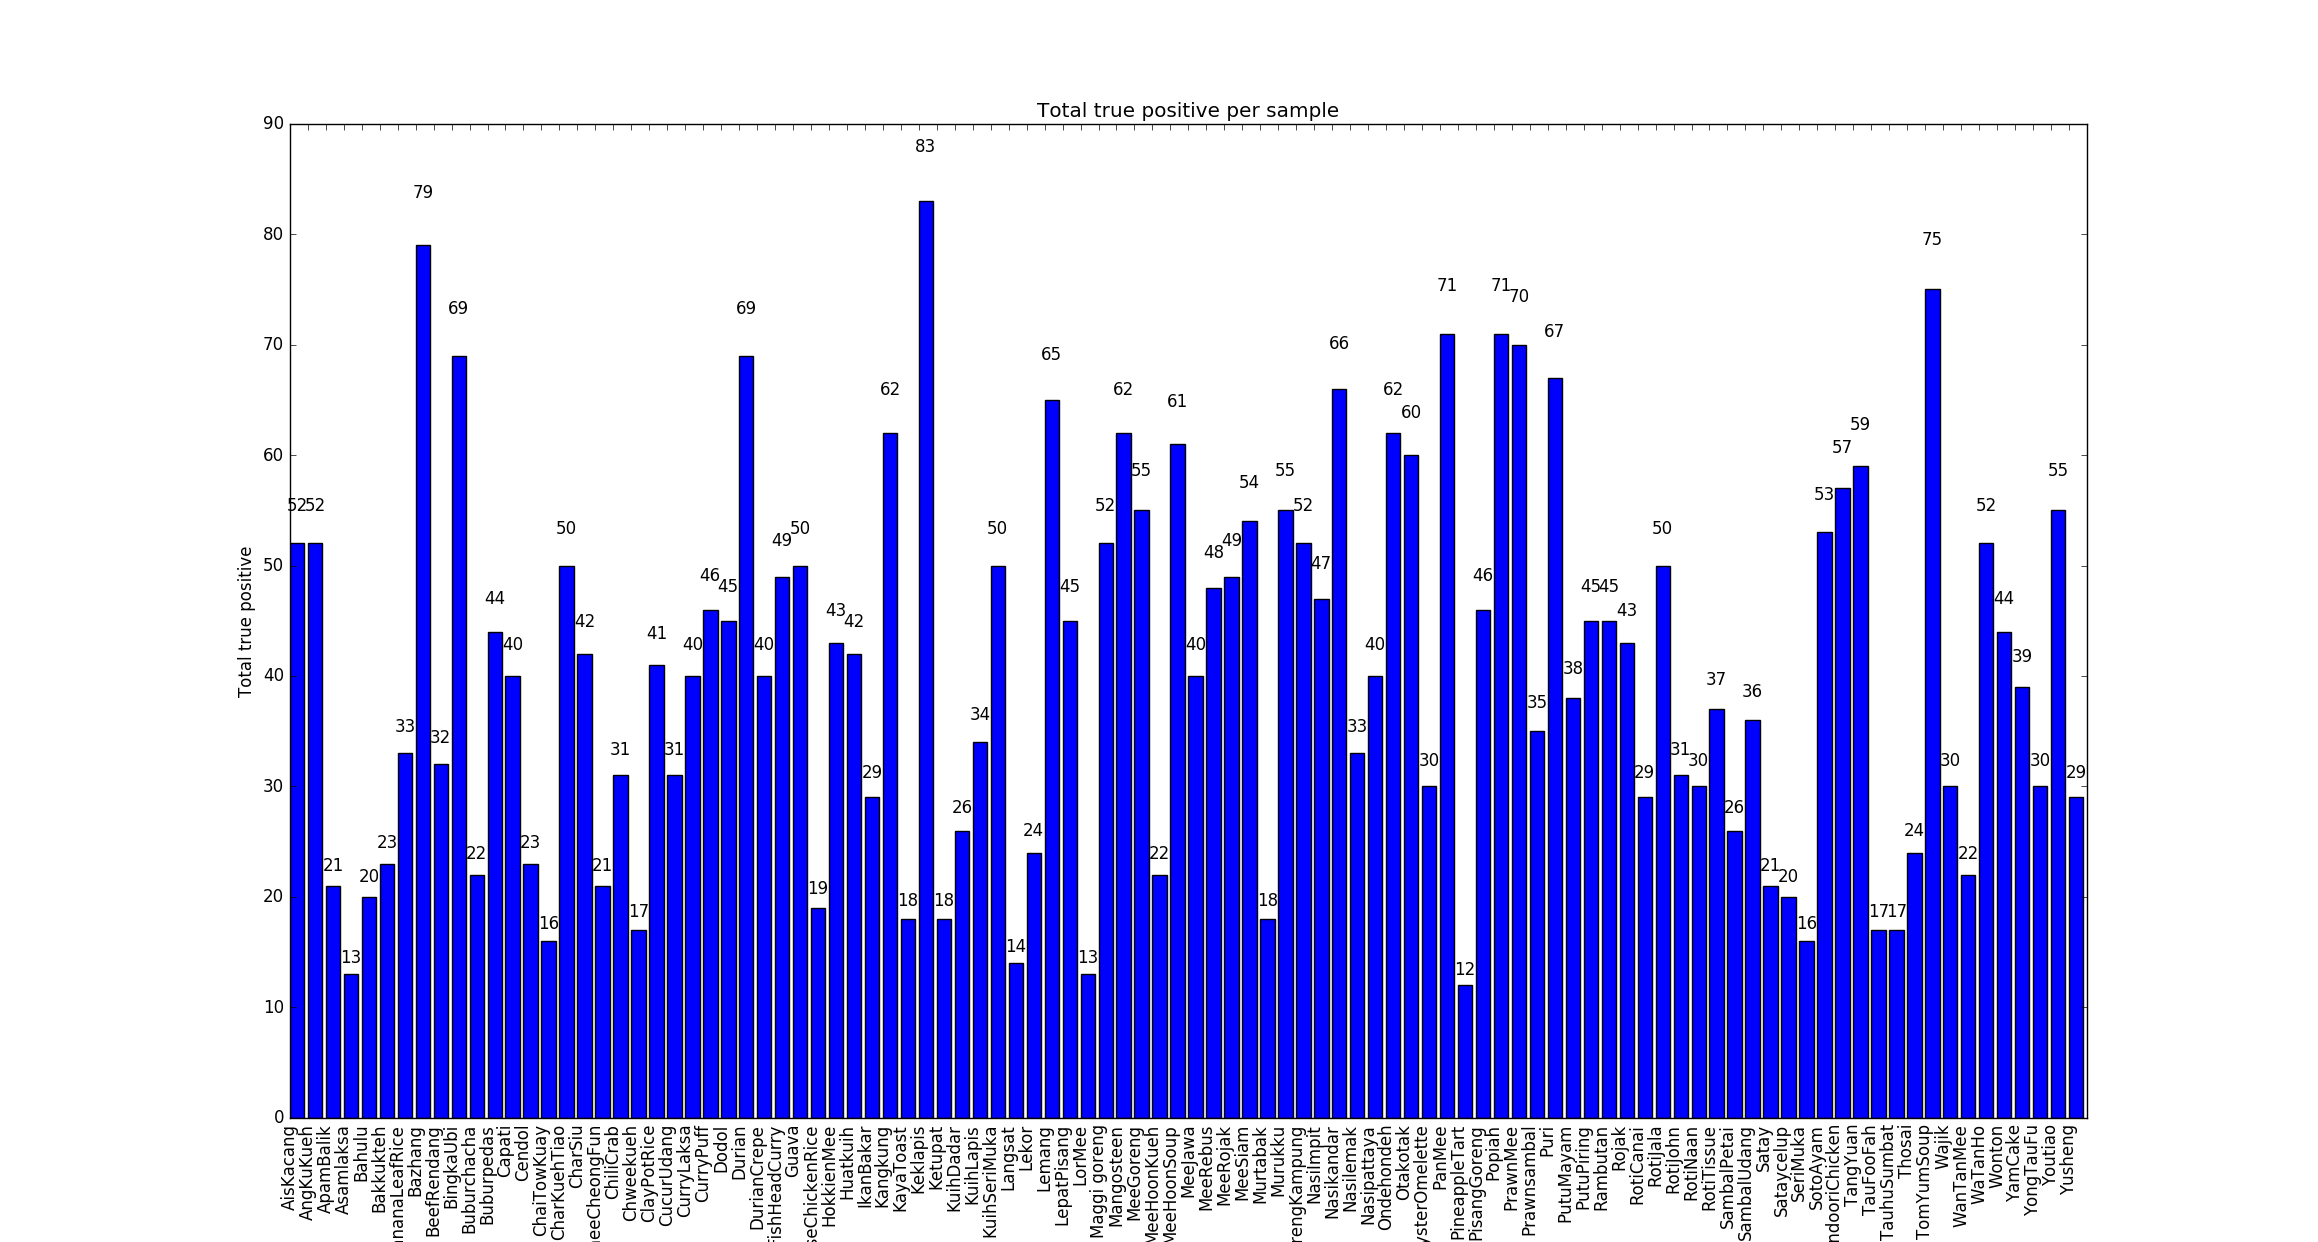 Total true positive per sample
Total true positive
90
80
70
60
50
40
30
20
10
0
52
52
21
13
20
23
33
79
32
69
22
44
40
23
16
50
42
21
31
17
41
31
40
46
45
69
40
49
50
19
43
42
29
62
18
83
18
26
34
50
14
24
65
45
13
52
62
55
22
61
40
48
49
54
18
55
52
47
66
33
40
62
60
30
71
12
46
71
70
35
67
38
45
45
43
29
50
31
30
37
26
36
21
20
16
53
57
59
17
17
24
75
30
22
52
44
39
30
55
29
AisKacang
AngKuKueh
ApamBalik
Asamlaksa
Bahulu
Bakkukteh
nanaLeafRice
Bazhang
BeefRendang
BingkaUbi
Buburchacha
Buburpedas
Capati
Cendol
ChaiTowKuay
CharKuehTiao
CharSiu
eeCheongFun
ChiliCrab
Chweekueh
ClayPotRice
CucurUdang
CurryLaksa
CurryPuff
Dodol
Durian
DurianCrepe
FishHeadCurry
Guava
seChickenRice
HokkienMee
Huatkuih
IkanBakar
Kangkung
KayaToast
Keklapis
Ketupat
KuihDadar
KuihLapis
KuihSeriMuka
Langsat
Lekor
Lemang
LepatPisang
LorMee
Maggi goreng
Mangosteen
MeeGoreng
MeeHoonKueh
MeeHoonSoup
MeeJawa
MeeRebus
MeeRojak
MeeSiam
Murtabak
Murukku
rengKampung
NasiImpit
Nasikandar
Nasilemak
Nasipattaya
Ondehondeh
Otakotak
ysterOmelette
PanMee
PineappleTart
PisangGoreng
Popiah
PrawnMee
Prawnsambal
Puri
PutuMayam
PutuPiring
Rambutan
Rojak
RotiCanai
RotiJala
RotiJohn
RotiNaan
RotiTissue
SambalPetai
SambalUdang
Satay
Sataycelup
SeriMuka
SotoAyam
ndooriChicken
TangYuan
TauFooFah
TauhuSumbat
Thosai
TomYumSoup
Wajik
WanTanMee
WaTanHo
Wonton
YamCake
YongTauFu
Youtiao
Yusheng